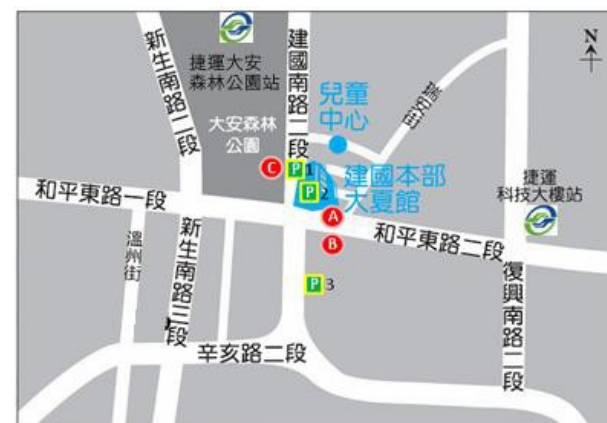 捷運大安
森林公園站
N
新生南路二段
建國南路二段
瑞安街
兒童
中心
大安森林
公園
C
P 1
P 2
建國本部
大夏館
捷運
科技大樓站
和平東路一段
A
和平東路二段
B
溫州街
新生南路三段
P 3
復興南路二段
辛亥路二段